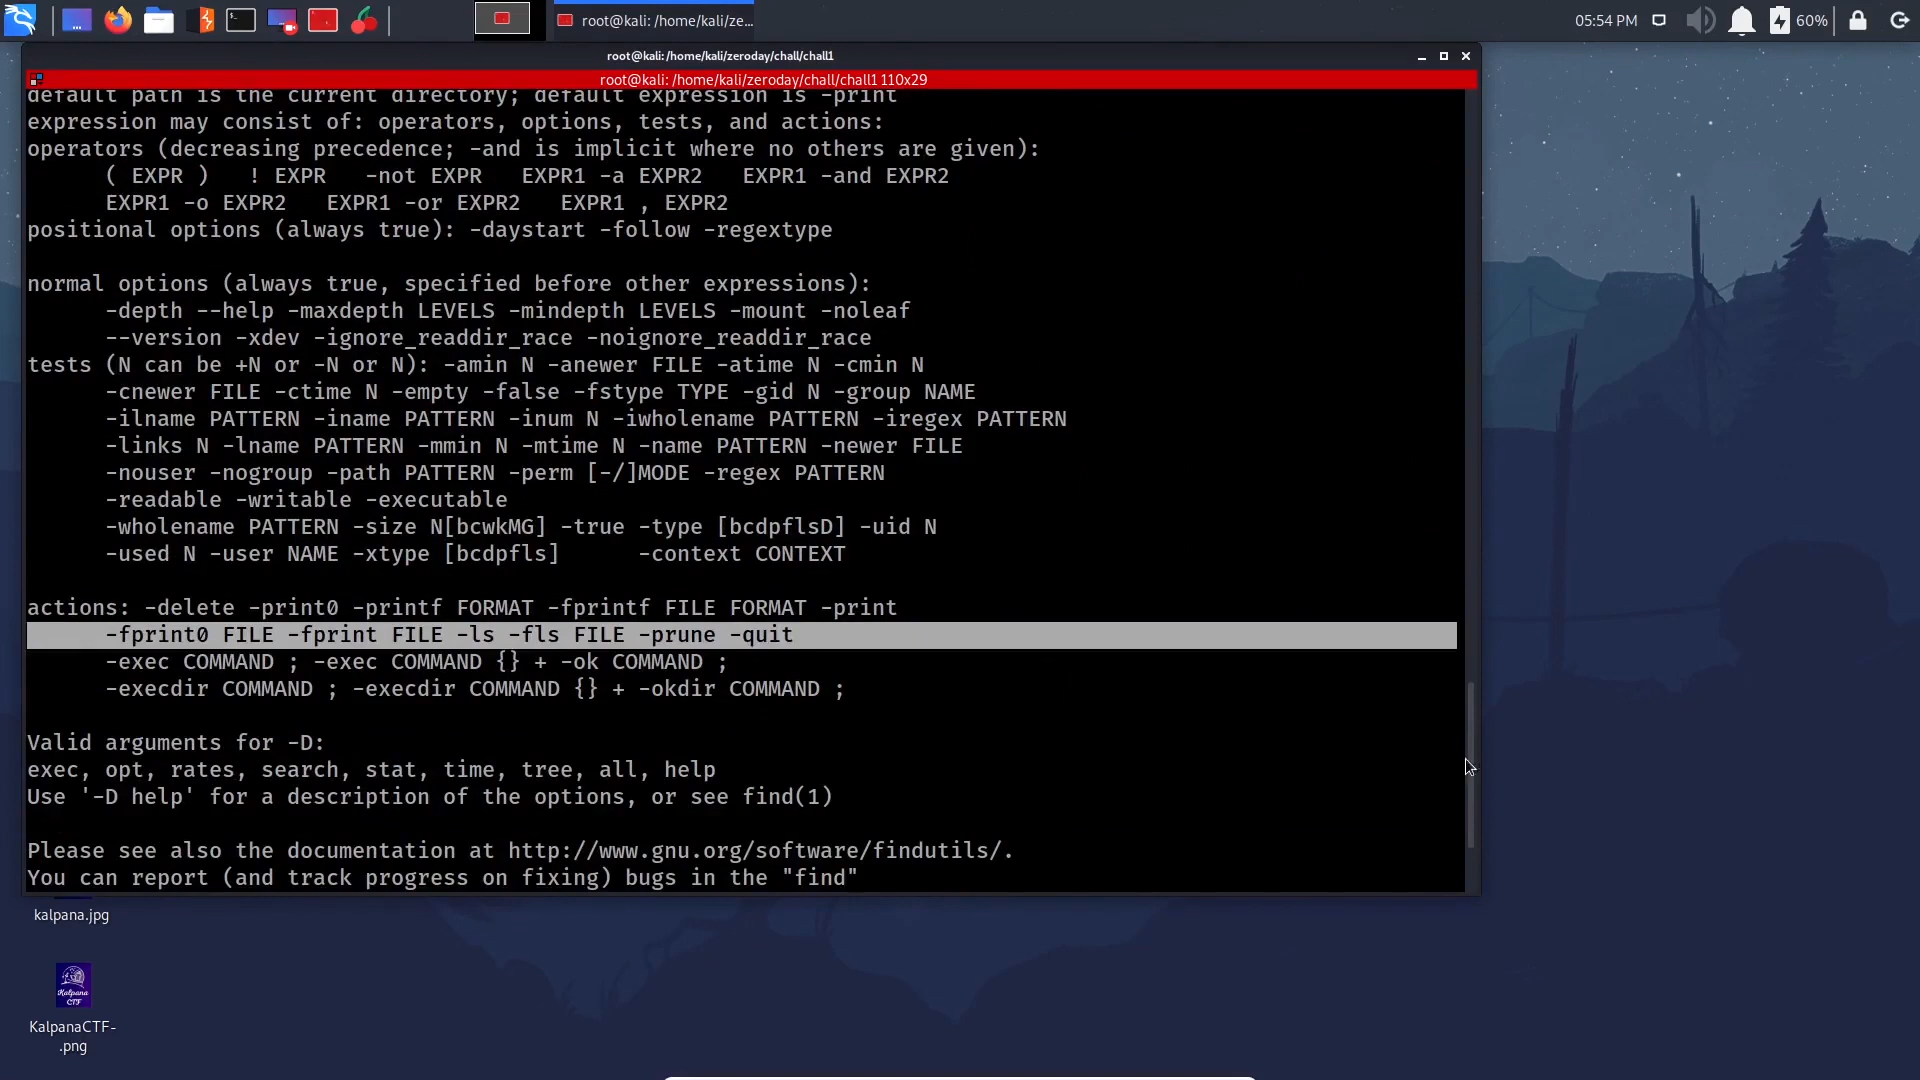 root@kali: /home/kali/ze...
05:54 PM
60%
root@kali: /home/kali/zeroday/chall/chall1
root@kali: /home/kali/zeroday/chall/chall1 110x29
default path is the current directory; default expression is -print
expression may consist of: operators, options, tests, and actions:
operators (decreasing precedence; -and is implicit where no others are given):
( EXPR )   ! EXPR   -not EXPR   EXPR1 -a EXPR2   EXPR1 -and EXPR2
EXPR1 -o EXPR2   EXPR1 -or EXPR2   EXPR1 , EXPR2
positional options (always true): -daystart -follow -regextype
normal options (always true, specified before other expressions):
-depth --help -maxdepth LEVELS -mindepth LEVELS -mount -noleaf
--version -xdev -ignore_readdir_race -noignore_readdir_race
tests (N can be +N or -N or N): -amin N -anewer FILE -atime N -cmin N
-cnewer FILE -ctime N -empty -false -fstype TYPE -gid N -group NAME
-ilname PATTERN -iname PATTERN -inum N -iwholename PATTERN -iregex PATTERN
-links N -lname PATTERN -mmin N -mtime N -name PATTERN -newer FILE
-nouser -nogroup -path PATTERN -perm [-/]MODE -regex PATTERN
-readable -writable -executable
-wholename PATTERN -size N[bcwkMG] -true -type [bcdpflsD] -uid N
-used N -user NAME -xtype [bcdpfls]      -context CONTEXT
actions: -delete -print0 -printf FORMAT -fprintf FILE FORMAT -print
-fprint0 FILE -fprint FILE -ls -fls FILE -prune -quit
-exec COMMAND ; -exec COMMAND {} + -ok COMMAND ;
-execdir COMMAND ; -execdir COMMAND {} + -okdir COMMAND ;
Valid arguments for -D:
exec, opt, rates, search, stat, time, tree, all, help
Use '-D help' for a description of the options, or see find(1)
Please see also the documentation at http://www.gnu.org/software/findutils/.
You can report (and track progress on fixing) bugs in the "find"
kalpana.jpg
Kalpana
CTF
KalpanaCTF-
.png